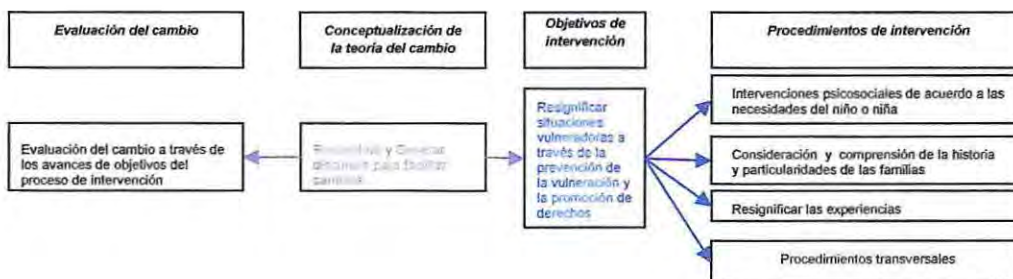 Evaluación del cambio
Conceptualización de
la teoría del cambio
Objetivos de
intervención
Procedimientos de intervención
Evaluación del cambio a través de
los avances de objetivos del
proceso de intervención
y Generar
para facilitar
Resignificar
situaciones
vulneradoras a
través de la
prevención de
la vulneración y
la promoción de
derechos
Intervenciones psicosociales de acuerdo a las
necesidades del niño o niña
Consideración y comprensión de la historia
y particularidades de las familias
Resignificar las experiencias
Procedimientos transversales